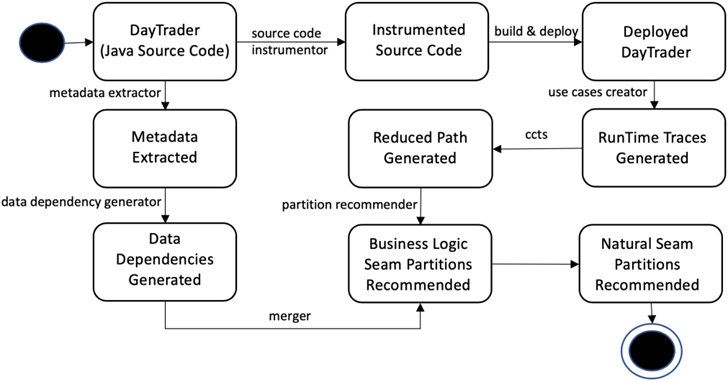 DayTrader
(Java Source Code)
source code
instrumentor
Instrumented
Source Code
build & deploy
Deployed
DayTrader
metadata extractor
use cases creator
Metadata
Extracted
Reduced Path
Generated
ccts
RunTime Traces
Generated
data dependency generator
partition recommender
Data
Dependencies
Generated
Business Logic
Seam Partitions
Recommended
Natural Seam
Partitions
Recommended
merger